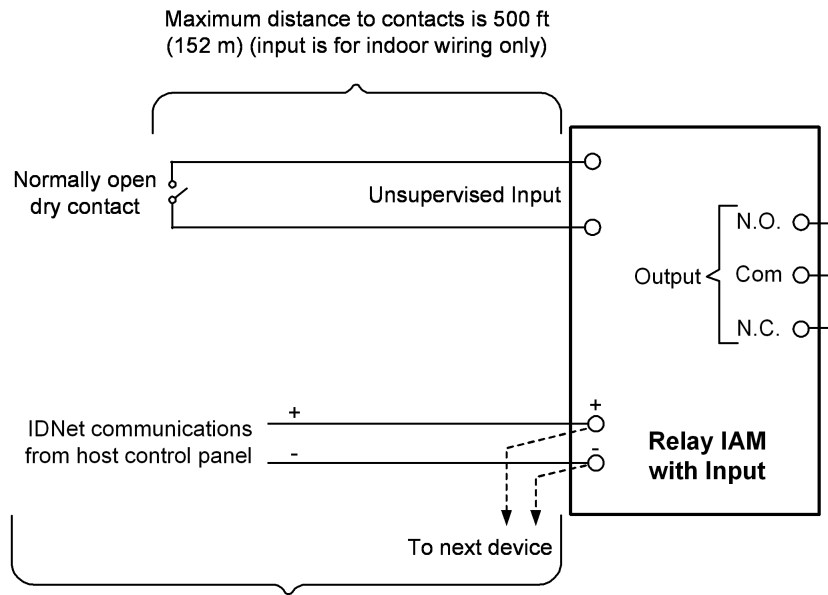 Maximum distance to contacts is 500 ft
(152 m) (input is for indoor wiring only)
Normally open
dry contact
Unsupervised Input
N.O.
Output
Com
N.C.
IDNet communications
from host control panel
+
-
+
-
Relay IAM
with Input
To next device